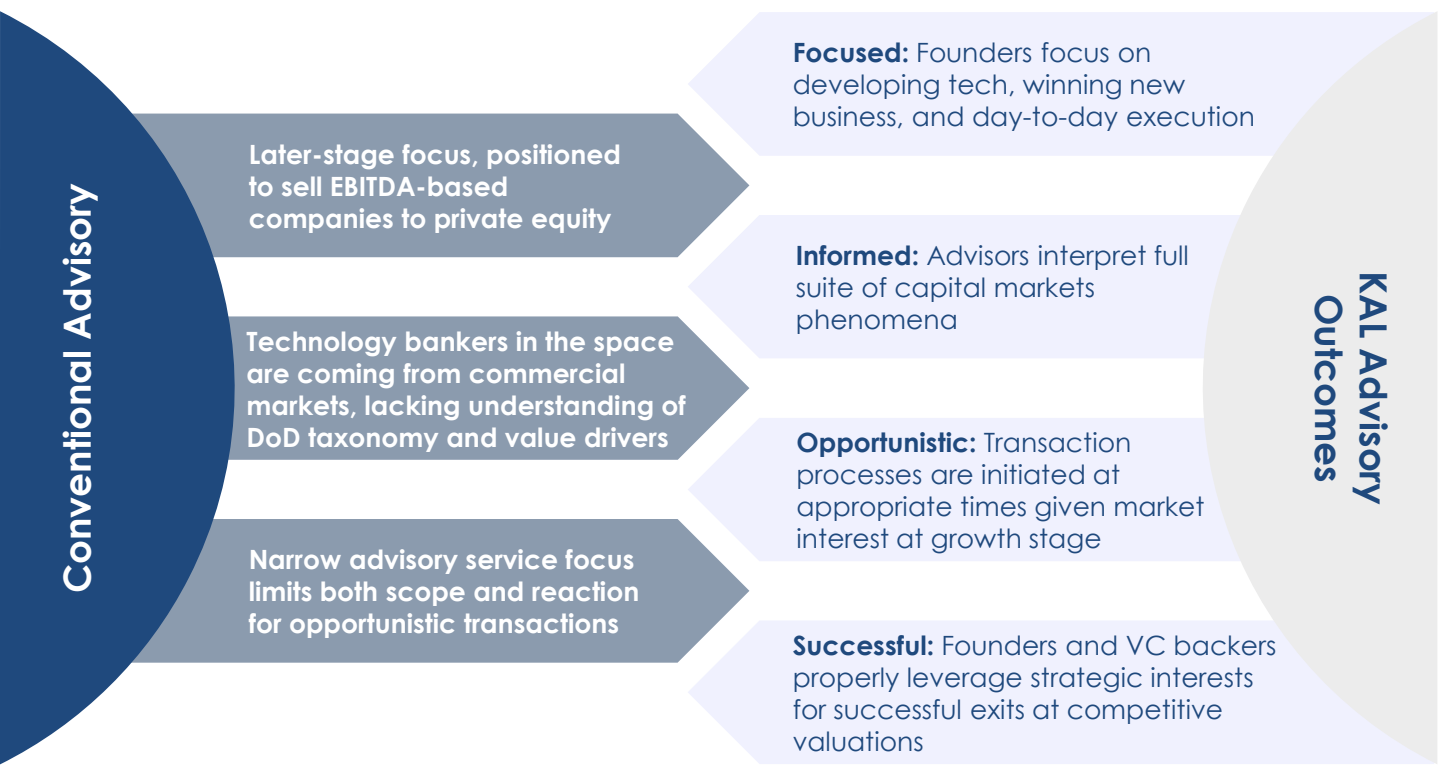 Conventional Advisory
Later-stage focus, positioned
to sell EBITDA-based
companies to private equity
Technology bankers in the space
are coming from commercial
markets, lacking understanding of
DoD taxonomy and value drivers
Narrow advisory service focus
limits both scope and reaction
for opportunistic transactions
Focused: Founders focus on
developing tech, winning new
business, and day-to-day execution
Informed: Advisors interpret full
suite of capital markets
phenomena
Opportunistic: Transaction
processes are initiated at
appropriate times given market
interest at growth stage
Successful: Founders and VC backers
properly leverage strategic interests
for successful exits at competitive
valuations
KAL Advisory
Outcomes